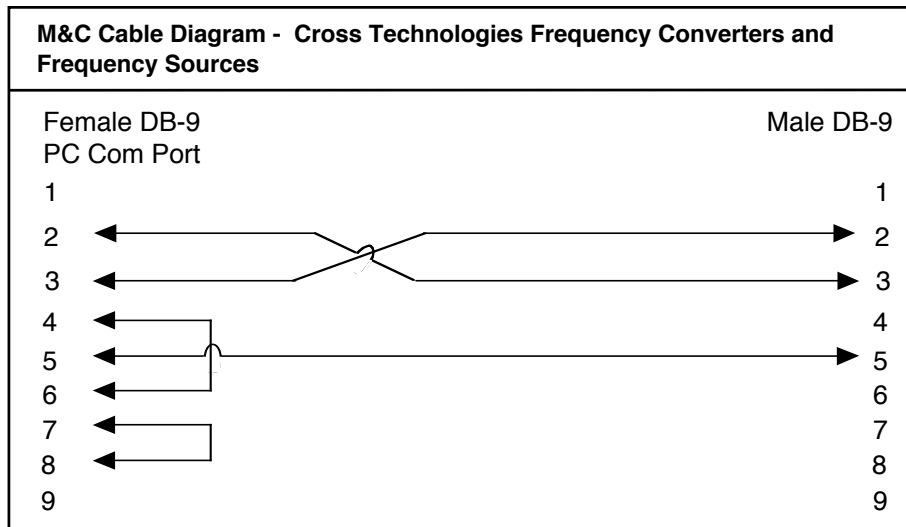 M&C Cable Diagram - Cross Technologies Frequency Converters and
Frequency Sources
Female DB-9 Male DB-9
PC Com Port
1 1
2 2
3 3
4 4
5 5
6 6
7 7
8 8
9 9